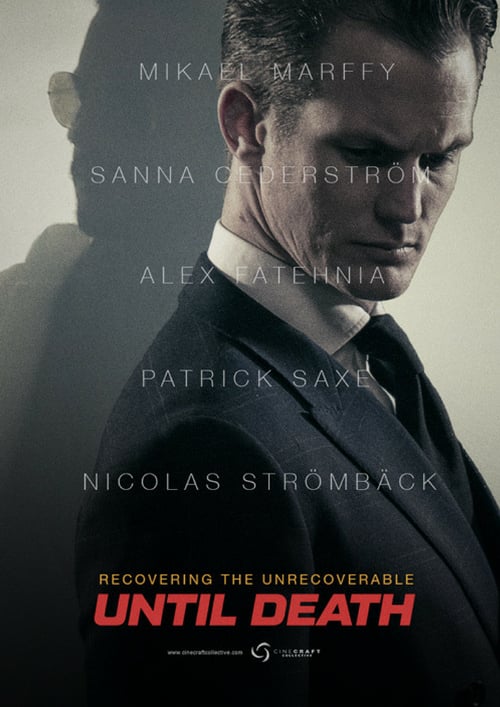 MIKAEL MARFFY
SANNA CEDERSTRÖM
ALEX FATEHNIA
PATRICK SAXE
NICOLAS STRÖMBÄCK
RECOVERING THE UNRECOVERABLE
UNTIL DEATH
www.cinecraftcollective.com CINECRAFT
COLLECTIVE